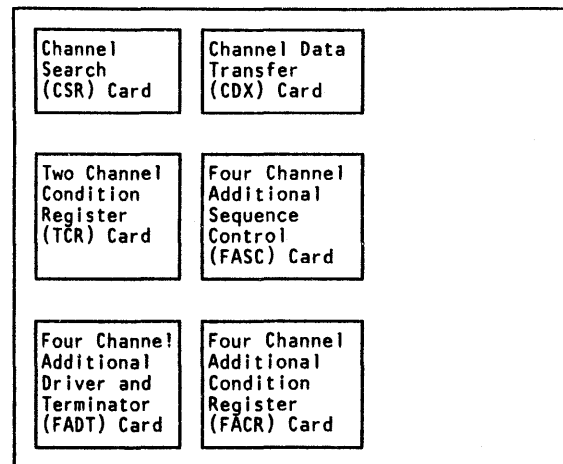 Channel
Search
(CSR) Card
Channel Data
Transfer
(CDX) Card
Two Channel
Condition
Register
(TCR) Card
Four Channel
Additional
Sequence
Control
(FASC) Card
Four Channel
Additional
Driver and
Terminator
(FADT) Card
Four Channel
Additional
Condition
Register
(FACR) Card